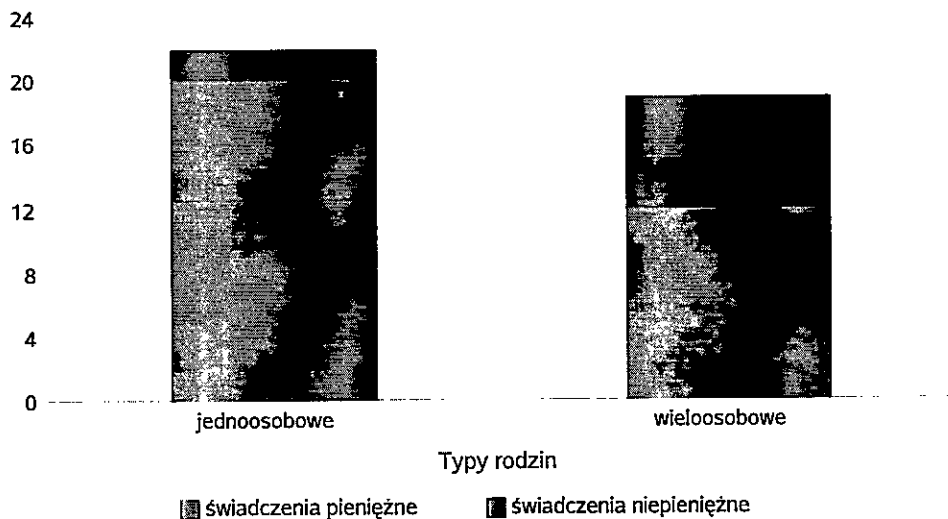 24
20
16
12
8
4
0
jednoosobowe
wieloosobowe
Typy rodzin
świadczenia pieniężne
świadczenia niepieniężne